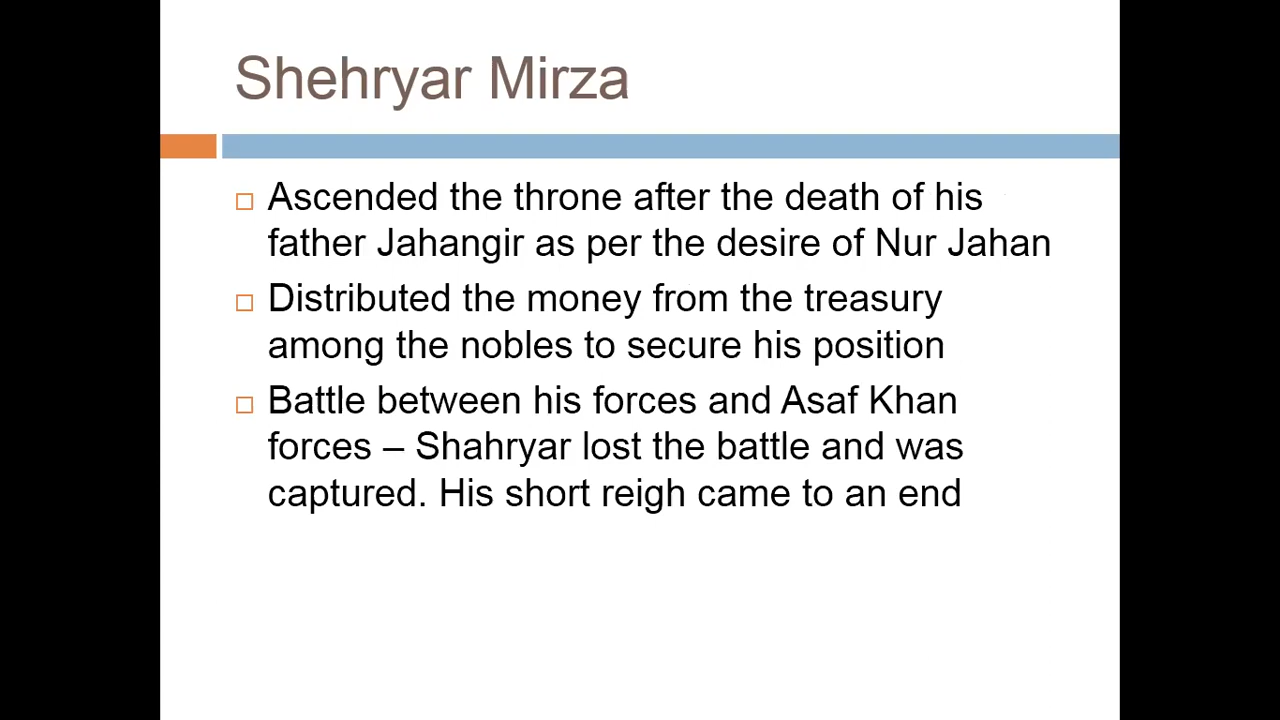 Shehryar Mirza
Ascended the throne after the death of his
father Jahangir as per the desire of Nur Jahan
Distributed the money from the treasury
among the nobles to secure his position
Battle between his forces and Asaf Khan
forces – Shahryar lost the battle and was
captured. His short reigh came to an end